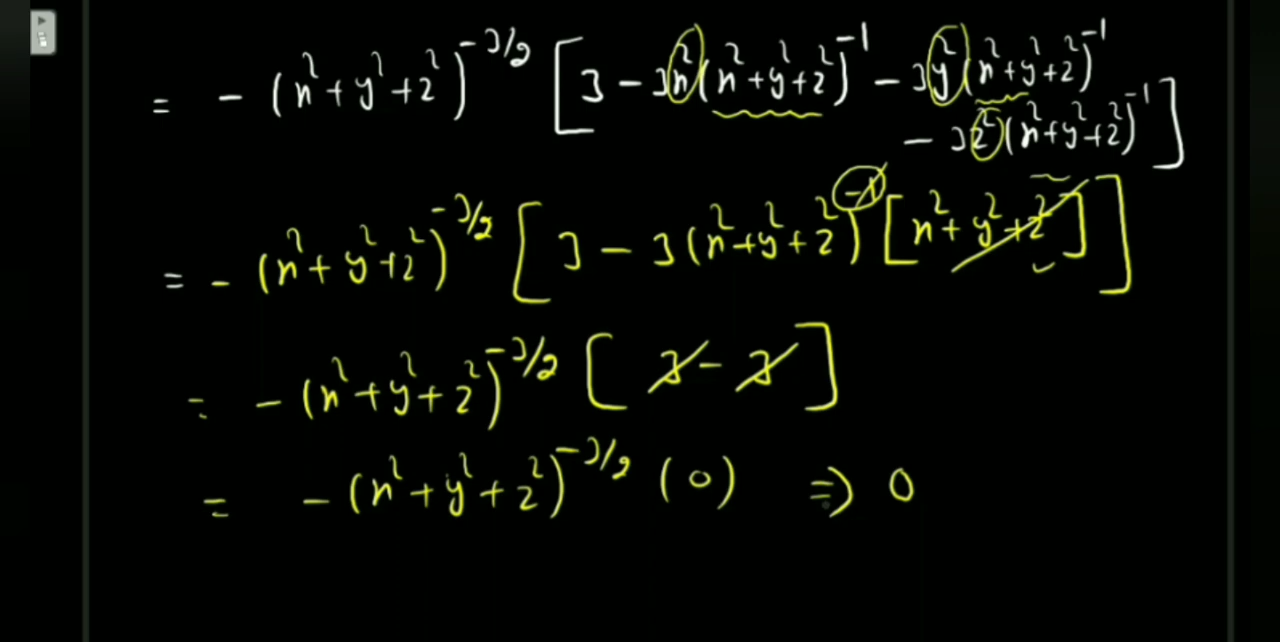 = - (x²+y²+z²)^-3/2 [3 - 3x²(x²+y²+z²)^-1 - 3y²(x²+y²+z²)^-1
- 3z²(x²+y²+z²)^-1]
= - (x²+y²+z²)^-3/2 [3 - 3(x²+y²+z²)^-1 [x²+y²+z²]]
= - (x²+y²+z²)^-3/2 [3-3]
= - (x²+y²+z²)^-3/2 (0) ⇒ 0